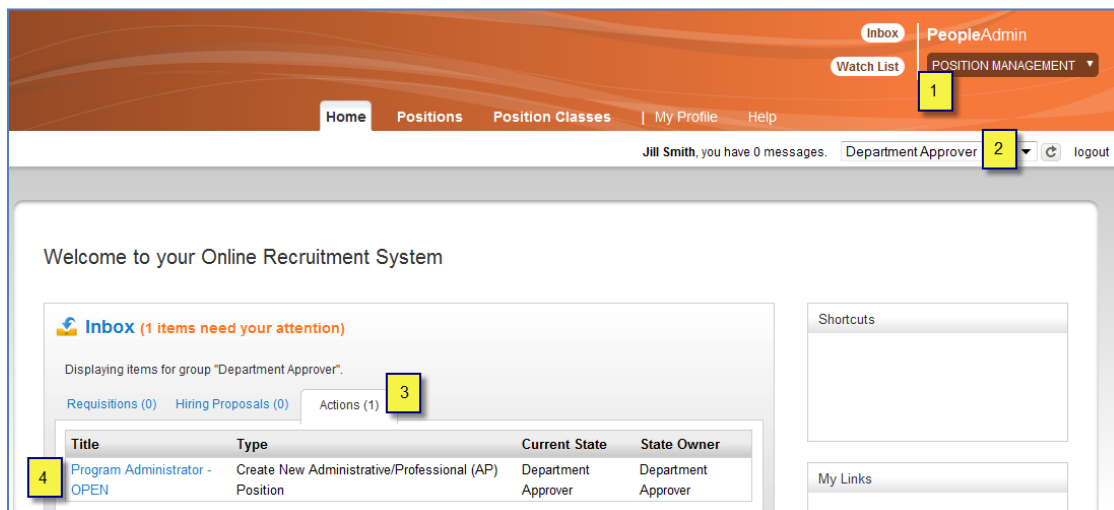 Inbox PeopleAdmin
Watch List POSITION MANAGEMENT
1
Home Positions Position Classes | My Profile Help
Jill Smith, you have 0 messages. Department Approver 2 logout
Welcome to your Online Recruitment System
Inbox (1 items need your attention)
Shortcuts
Displaying items for group "Department Approver".
3
Requisitions (0) Hiring Proposals (0) Actions (1)
Title Type Current State State Owner
4 Program Administrator - Create New Administrative/Professional (AP) Department Department
OPEN Position Approver Approver
My Links